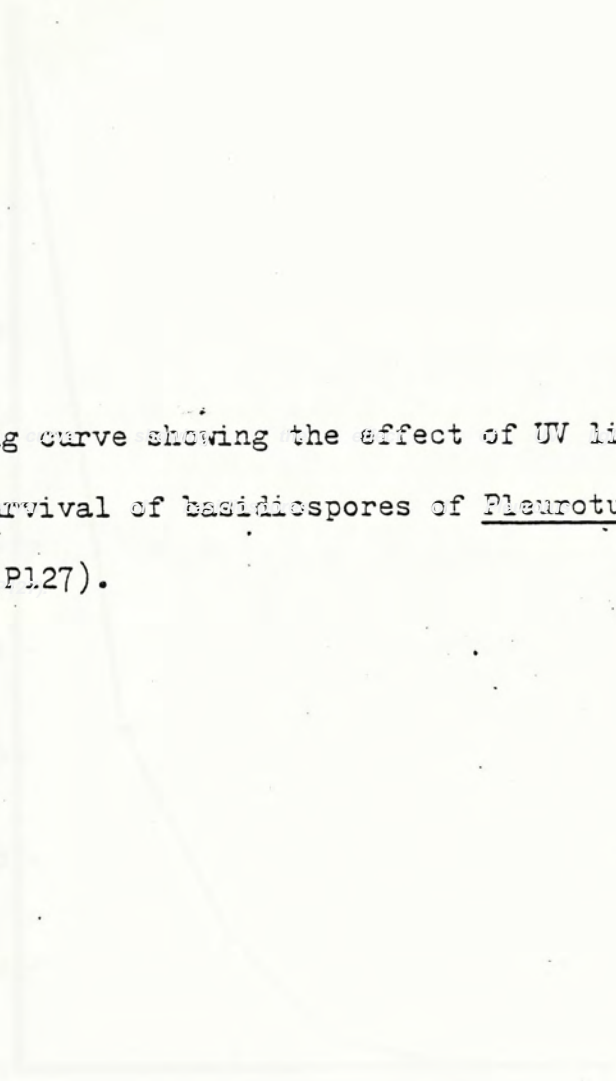 g curve showing the effect of UV li
rvival of basidiospores of Pleurotu
P127).